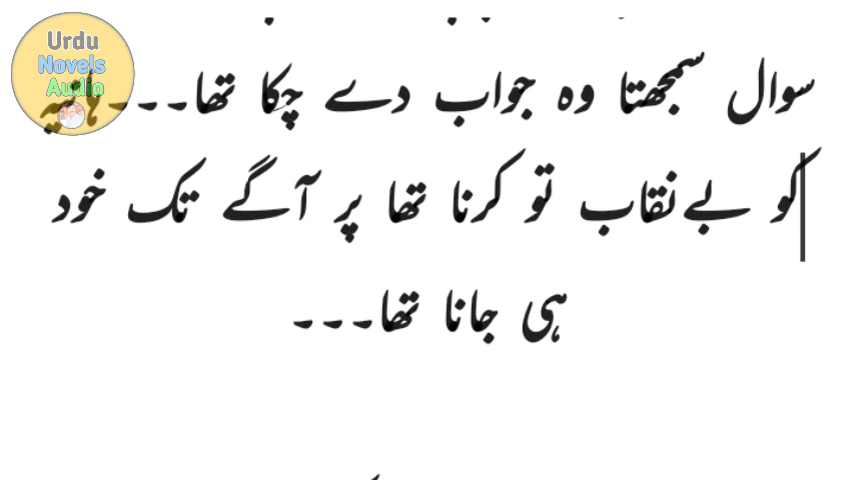 Urdu
Novels
Audio
سوال سمجھتا وہ جواب دے چکا تھا۔۔۔
کو بے نقاب تو کرنا تھا پر آگے تک خود
ہی جانا تھا۔۔۔